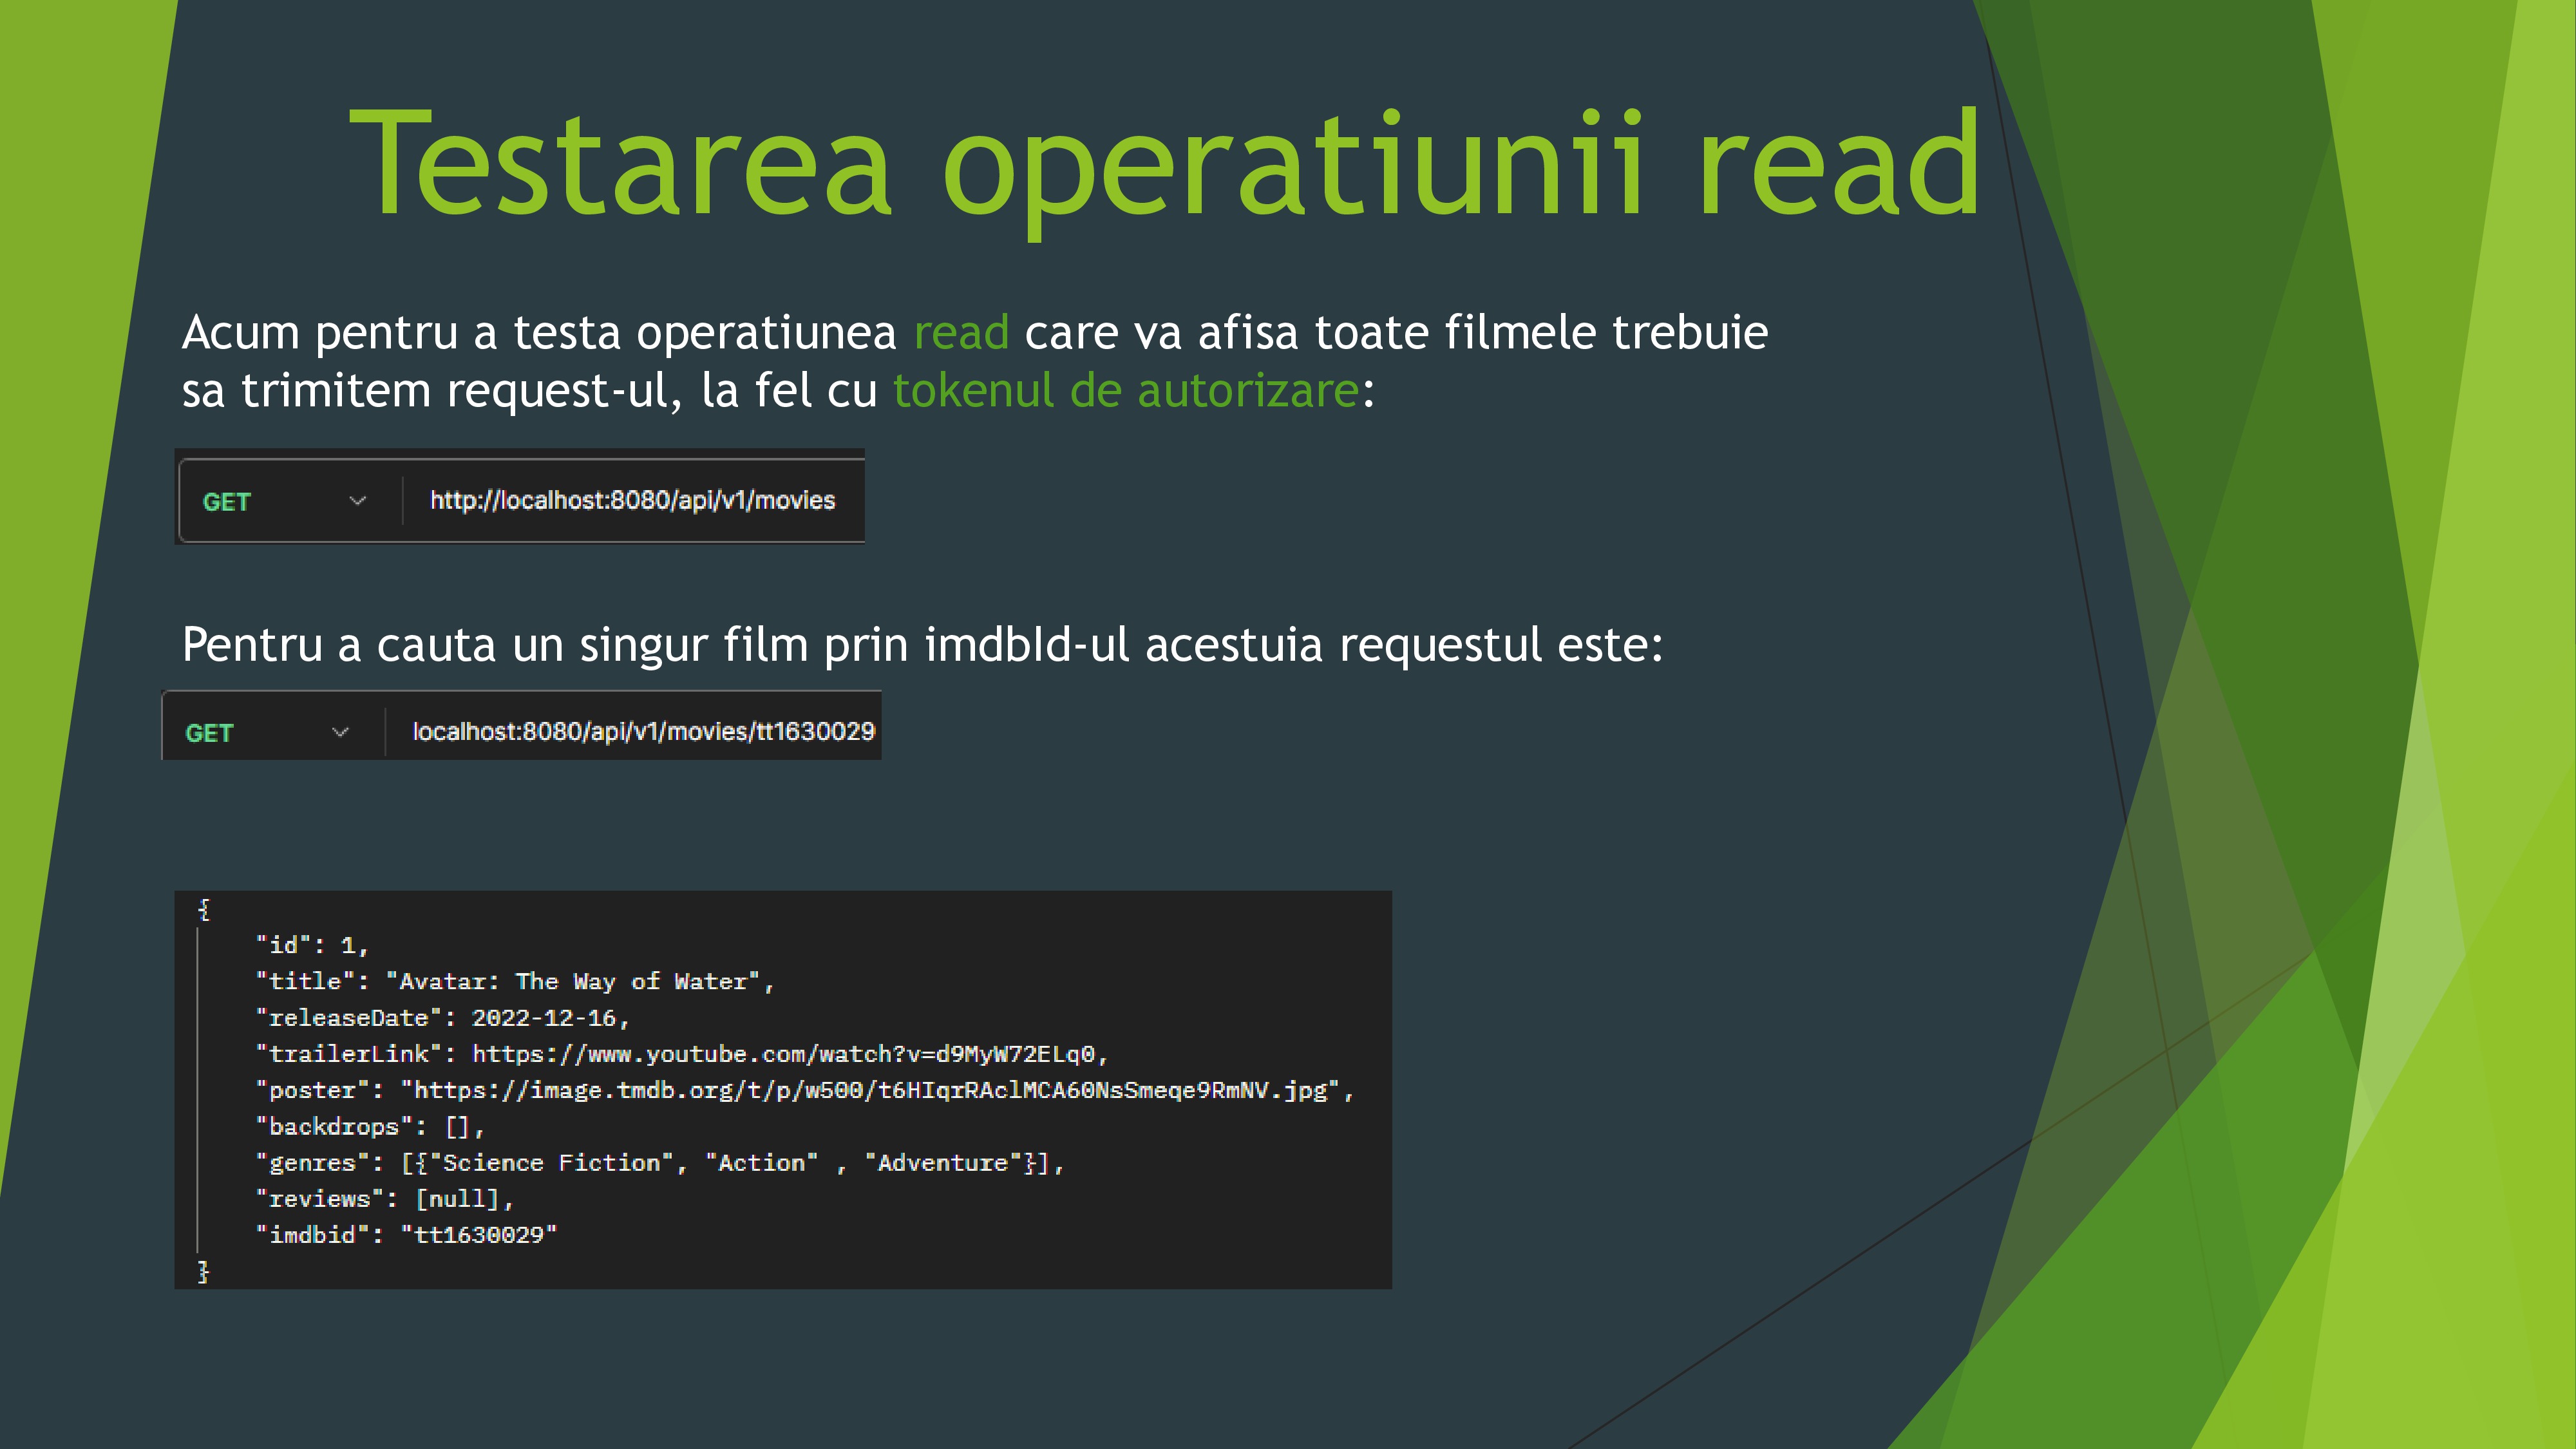 Testarea operatiunii read
Acum pentru a testa operatiunea read care va afisa toate filmele trebuie
sa trimitem request-ul, la fel cu tokenul de autorizare:
GET http://localhost:8080/api/v1/movies
Pentru a cauta un singur film prin imdbId-ul acestuia requestul este:
GET localhost:8080/api/v1/movies/tt1630029
{
"id": 1,
"title": "Avatar: The Way of Water",
"releaseDate": 2022-12-16,
"trailerLink": https://www.youtube.com/watch?v=d9MyW72ELq0,
"poster": "https://image.tmdb.org/t/p/w500/t6HIqrRAclMCA60NsSmeqe9RmNV.jpg",
"backdrops": [],
"genres": [{"Science Fiction", "Action" , "Adventure"}],
"reviews": [null],
"imdbid": "tt1630029"
}